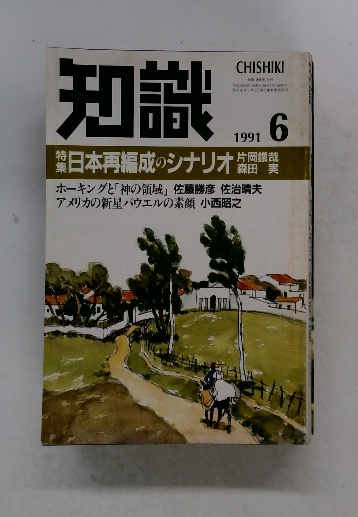 知識
CHISHIKI
1991 6
特集 日本再編成のシナリオ 片岡鐵哉 森田 実
ホーキングと「神の領域」 佐藤勝彦 佐治晴夫
アメリカの新星パウエルの素顔 小西昭之